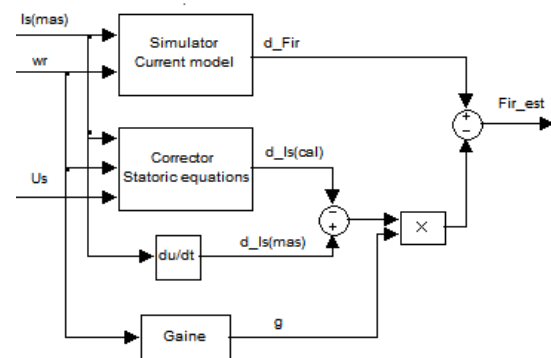 Is(mas)
Simulator
Current model
d_Fir
wr
Fir_est
+
−
Corrector
Statoric equations
d_Is(cal)
Us
−
+
×
du/dt
d_Is(mas)
Gaine
g